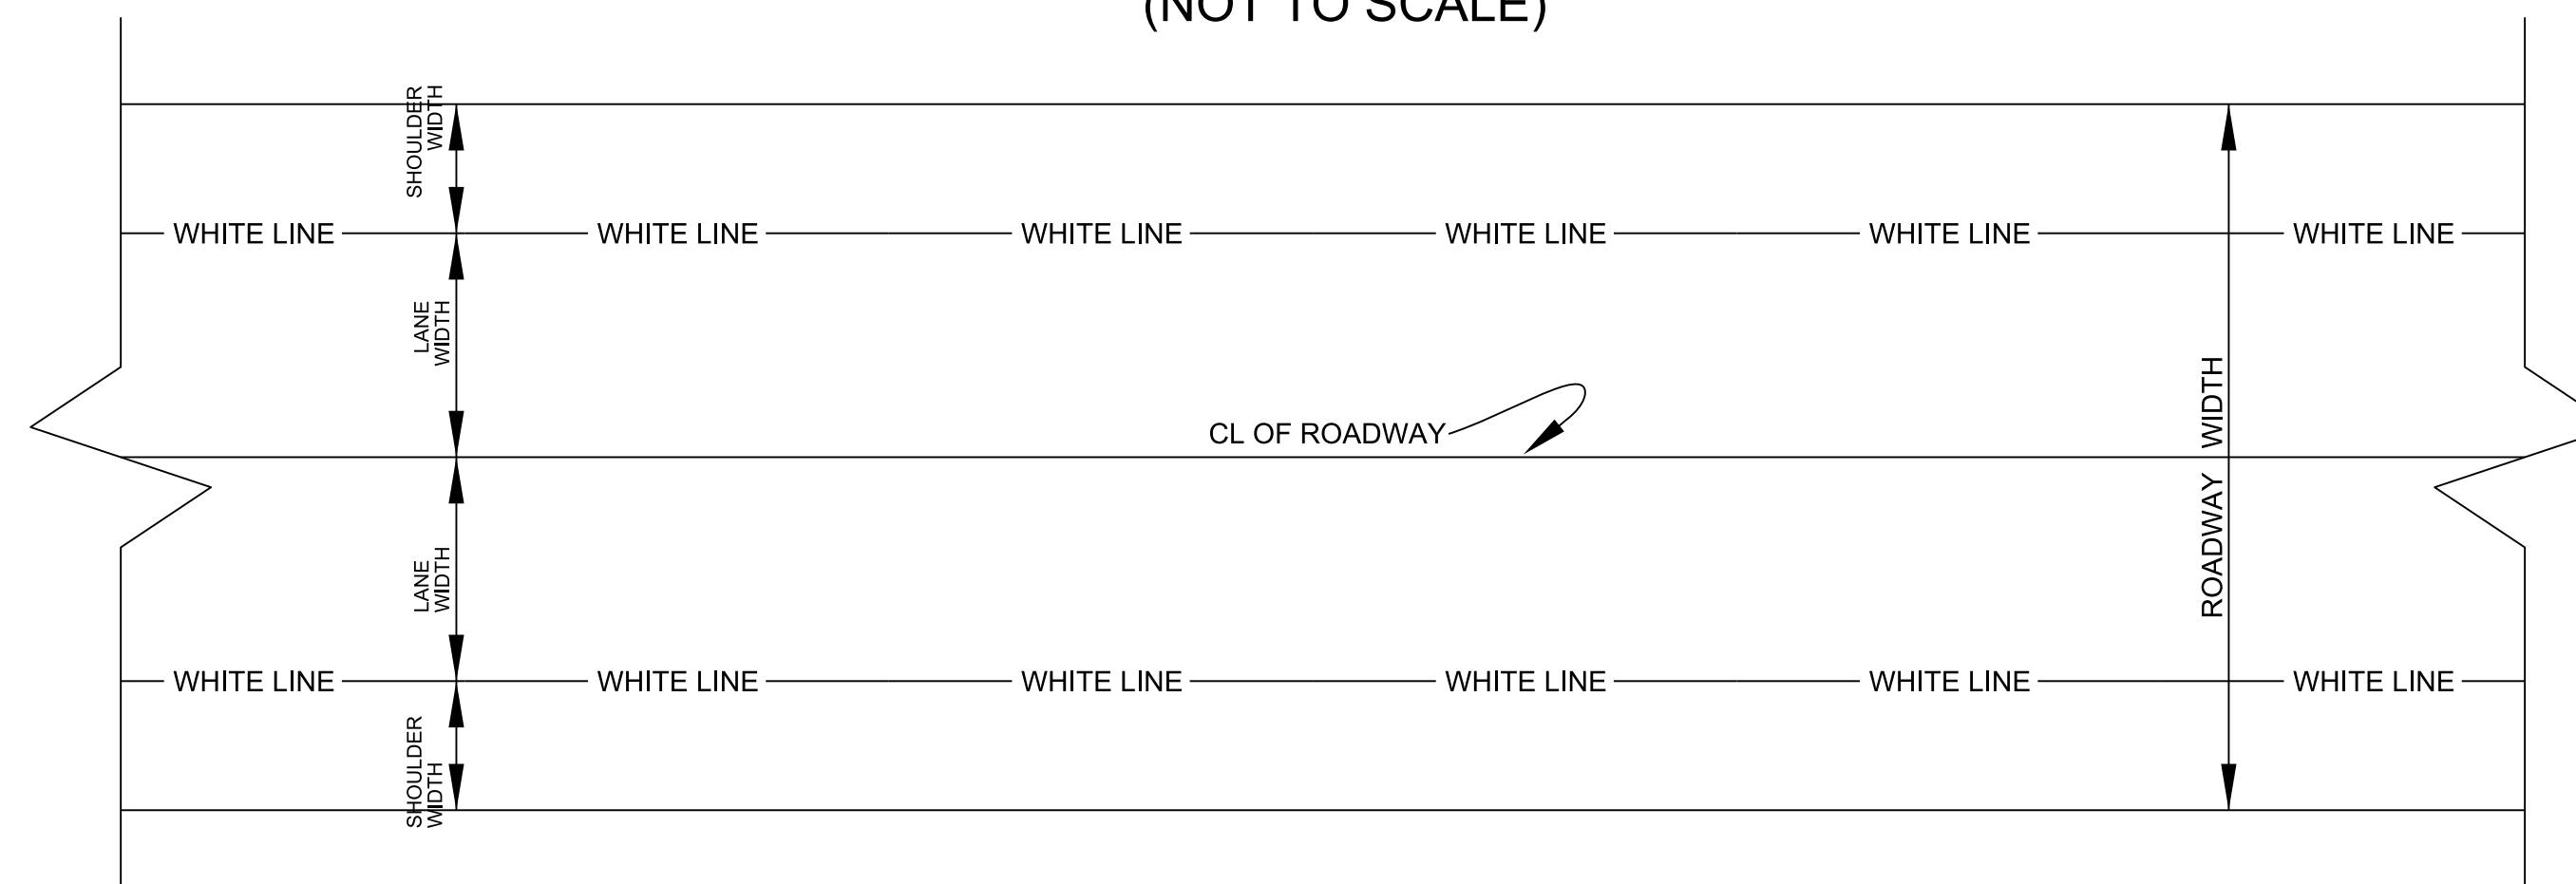 (NOT TO SCALE)
SHOULDER
WIDTH
WHITE LINE WHITE LINE WHITE LINE WHITE LINE WHITE LINE WHITE LINE
LANE
WIDTH
CL OF ROADWAY
ROADWAY WIDTH
LANE
WIDTH
WHITE LINE WHITE LINE WHITE LINE WHITE LINE WHITE LINE WHITE LINE
SHOULDER
WIDTH